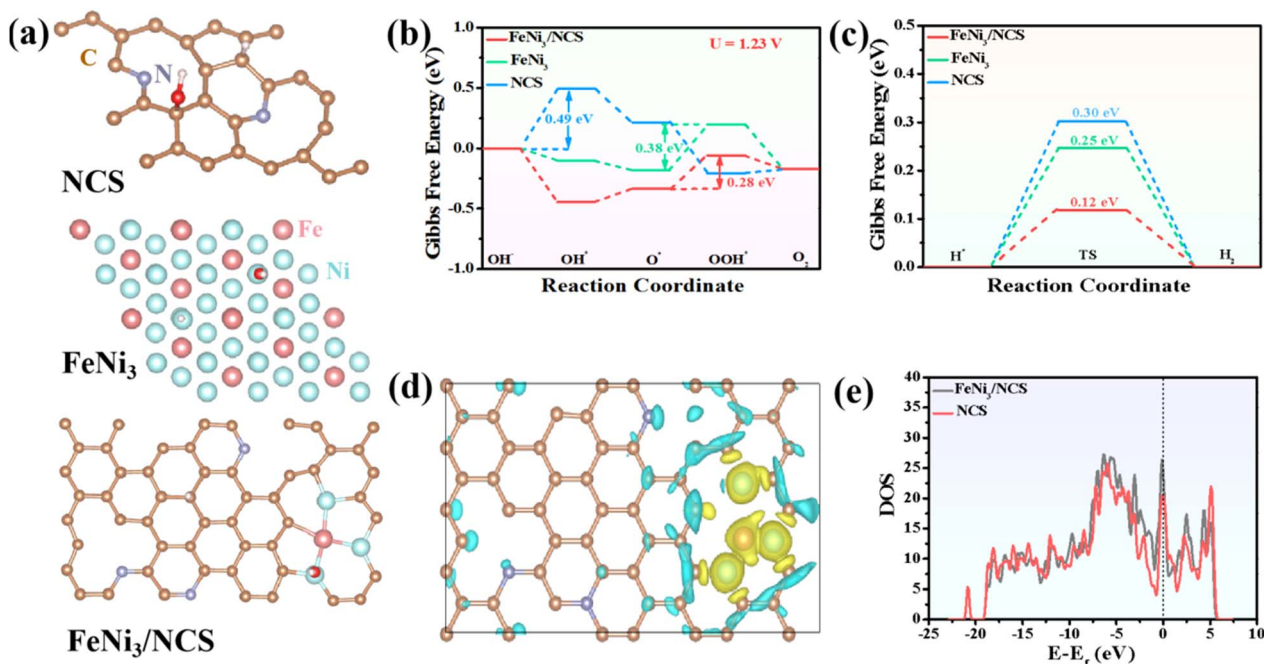 (a)
C
N
NCS
Fe
Ni
FeNi₃
FeNi₃/NCS
(b)
Gibbs Free Energy (eV)
1.0
0.5
0.0
-0.5
-1.0
FeNi₃/NCS
FeNi₃
NCS
U = 1.23 V
0.49 eV
0.38 eV
0.28 eV
OH⁻ OH* O* OOH* O₂
Reaction Coordinate
(c)
Gibbs Free Energy (eV)
0.5
0.4
0.3
0.2
0.1
0.0
FeNi₃/NCS
FeNi₃
NCS
0.30 eV
0.25 eV
0.12 eV
H* TS H₂
Reaction Coordinate
(d)
(e)
DOS
40
35
30
25
20
15
10
5
0
FeNi₃/NCS
NCS
-25 -20 -15 -10 -5 0 5 10
E-E_f (eV)